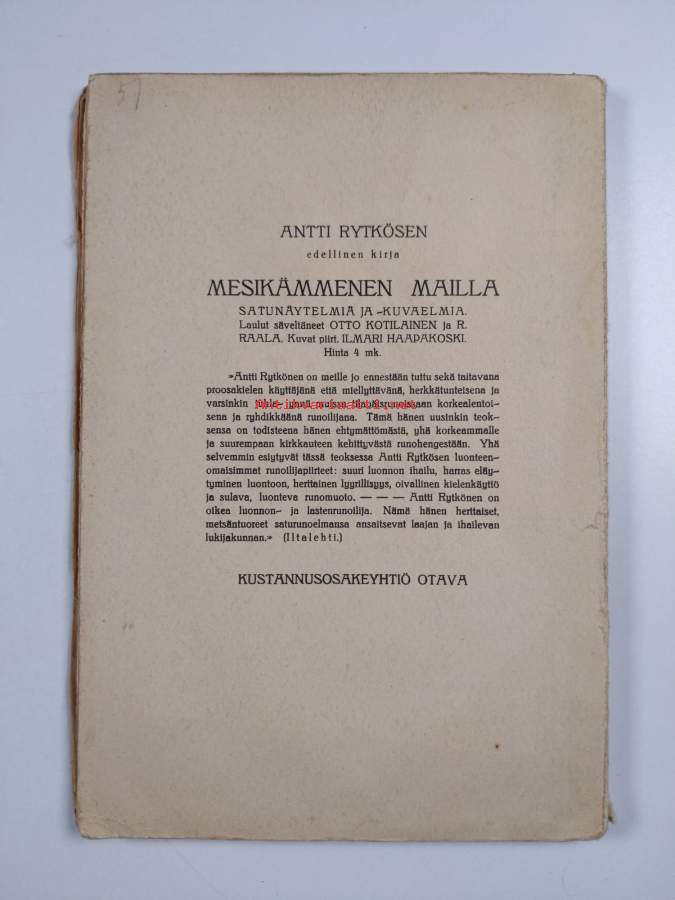 57
ANTTI RYTKÖSEN
edellinen kirja
MESIKÄMMENEN MAILLA
SATUNÄYTELMIÄ JA -KUVAELMIA.
Laulut säveltäneet OTTO KOTILAINEN ja R.
RAALA. Kuvat piirt. ILMARI HAAPAKOSKI.
Hinta 4 mk.
»Antti Rytkönen on meille jo ennestään tuttu sekä taitavana
proosakielen käyttäjänä että miellyttävänä, herkkätunteisena ja
varsinkin
korkealentoi-
sena ja ryhdikkäänä runoilijana. Tämä hänen uusinkin teok-
sensa on todisteena hänen ehtymättömästä, yhä korkeammalle
ja suurempaan kirkkauteen kehittyvästä runohengestään. Yhä
selvemmin esiytyvät tässä teoksessa Antti Rytkösen luonteen-
omaisimmat runoilijapiirteet: suuri luonnon ihailu, harras eläy-
tyminen luontoon, herttainen lyyrillisyys, oivallinen kielenkäyttö
ja sulava, luonteva runomuoto. — — — Antti Rytkönen on
oikea luonnon- ja lastenrunoilija. Nämä hänen herttaiset,
metsäntuoreet saturunoelmansa ansaitsevat laajan ja ihailevan
lukijakunnan.» (Iltalehti.)
KUSTANNUSOSAKEYHTIÖ OTAVA